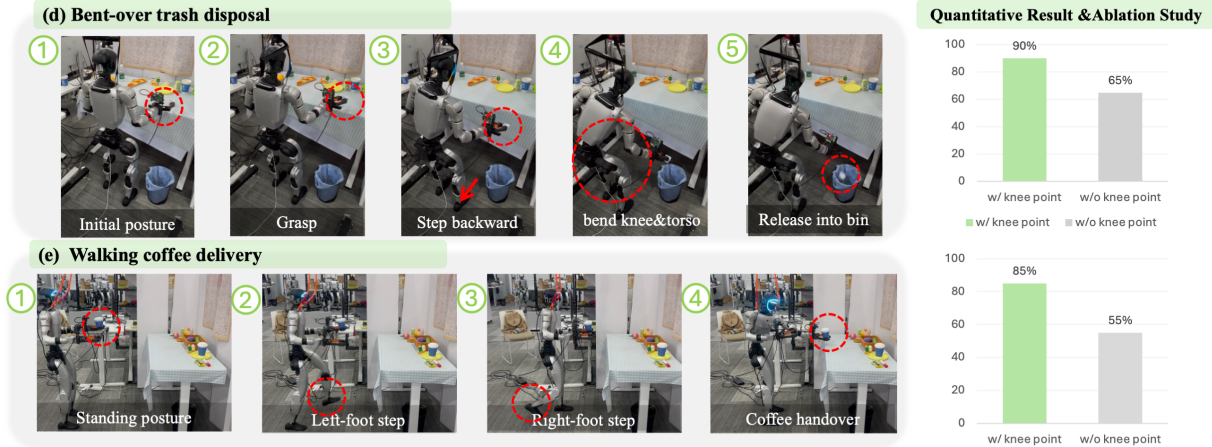 (d) Bent-over trash disposal
① ② ③ ④ ⑤
Initial posture
Grasp
Step backward
bend knee&torso
Release into bin
(e) Walking coffee delivery
① ② ③ ④
Standing posture
Left-foot step
Right-foot step
Coffee handover
Quantitative Result &Ablation Study
100
80
60
40
20
0
90%
65%
w/ knee point w/o knee point
w/ knee point w/o knee point
100
80
60
40
20
0
85%
55%
w/ knee point w/o knee point